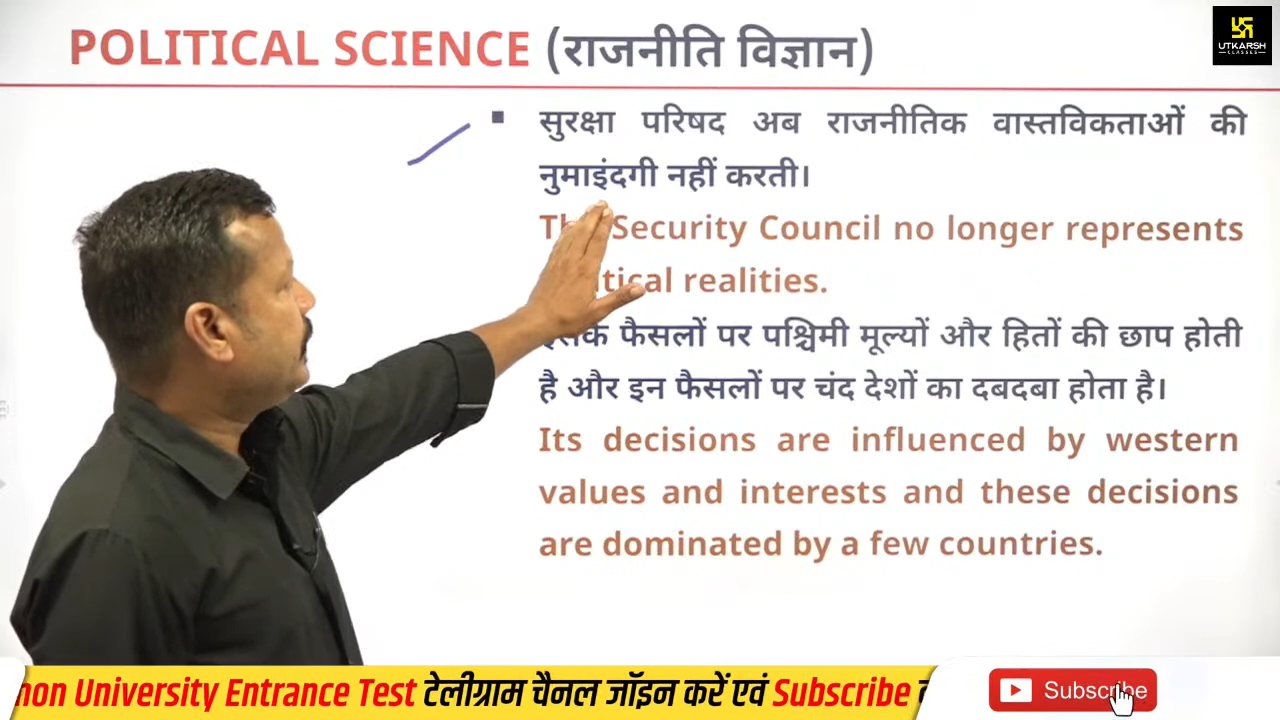 POLITICAL SCIENCE (राजनीति विज्ञान)
UTKARSH
CLASSES
सुरक्षा परिषद अब राजनीतिक वास्तविकताओं की
नुमाइंदगी नहीं करती।
Security Council no longer represents
realities.
फैसलों पर पश्चिमी मूल्यों और हितों की छाप होती
है और इन फैसलों पर चंद देशों का दबदबा होता है।
Its decisions are influenced by western
values and interests and these decisions
are dominated by a few countries.
University Entrance Test टेलीग्राम चैनल जॉइन करें एवं Subscribe
Subscribe